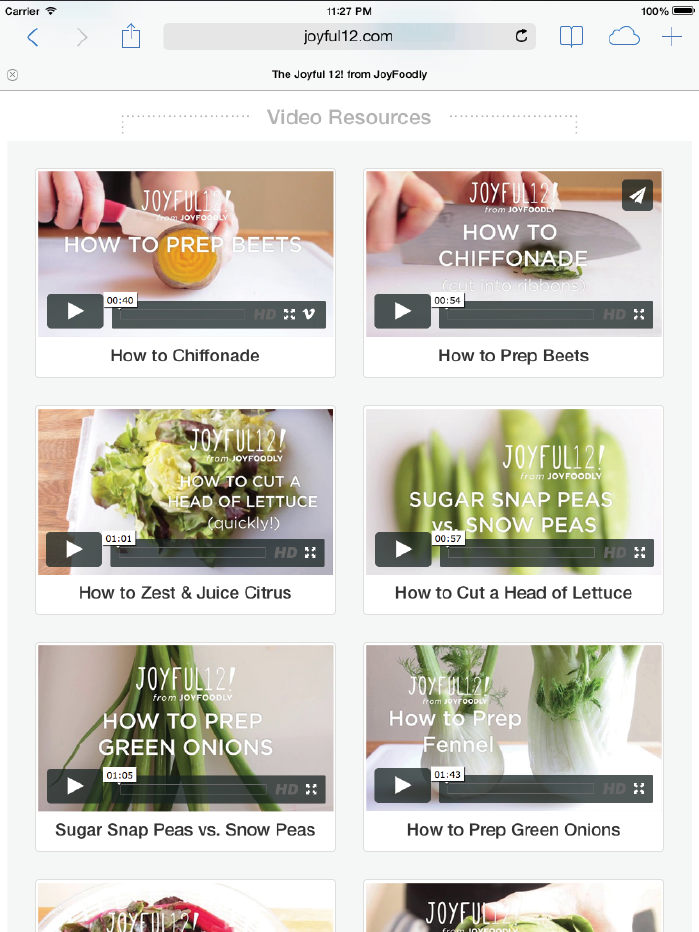 Carrier 11:27 PM 100%
joyful12.com
The Joyful 12! from JoyFoodly
Video Resources
JOYFUL12!
from JOYFOODLY
HOW TO PREP BEETS
00:40
HD
How to Chiffonade
JOYFUL12!
from JOYFOODLY
HOW TO
CHIFFONADE
(cut into ribbons)
00:54
HD
How to Prep Beets
JOYFUL12!
from JOYFOODLY
HOW TO CUT A
HEAD OF LETTUCE
(quickly!)
01:01
HD
How to Zest & Juice Citrus
JOYFUL12!
from JOYFOODLY
SUGAR SNAP PEAS
vs. SNOW PEAS
00:57
HD
How to Cut a Head of Lettuce
JOYFUL12!
from JOYFOODLY
HOW TO PREP
GREEN ONIONS
01:05
HD
Sugar Snap Peas vs. Snow Peas
JOYFUL12!
from JOYFOODLY
How to Prep
Fennel
01:43
HD
How to Prep Green Onions
JOYFUL12!
JOYFUL12!